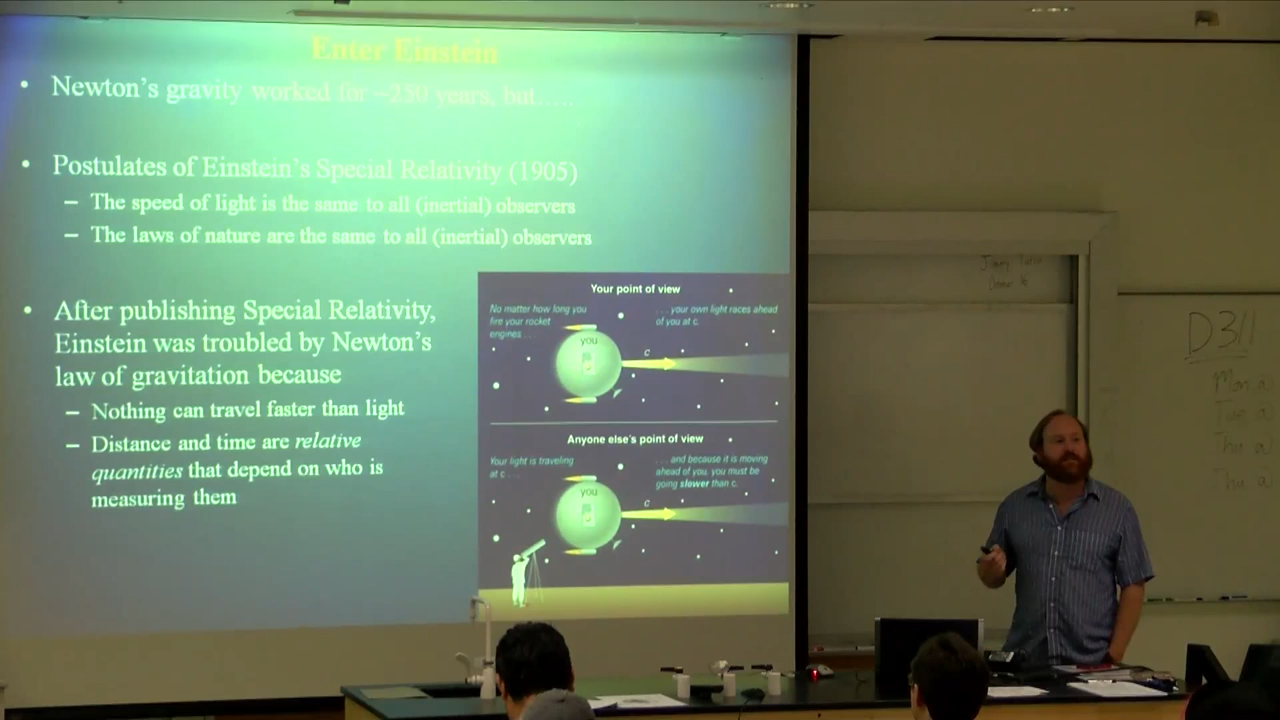 Enter Einstein
• Newton's gravity worked for ~250 years, but.....
• Postulates of Einstein's Special Relativity (1905)
– The speed of light is the same to all (inertial) observers
– The laws of nature are the same to all (inertial) observers
• After publishing Special Relativity,
Einstein was troubled by Newton's
law of gravitation because
– Nothing can travel faster than light
– Distance and time are relative
quantities that depend on who is
measuring them
Your point of view
No matter how long you
fire your rocket
engines . . .
. . . your own light races ahead
of you at c.
you
c
Anyone else's point of view
Your light is traveling
at c . . .
. . . and because it is moving
ahead of you, you must be
going slower than c.
you
c
D311
Mon
Tue
Thu
Thu